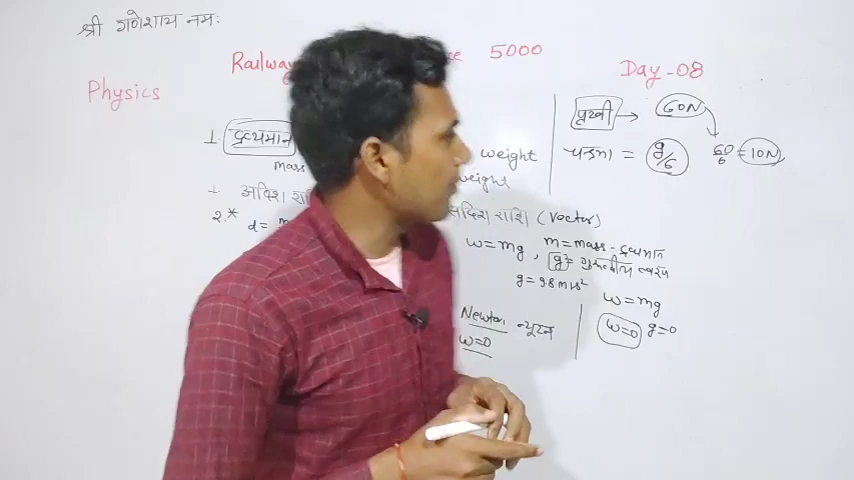 श्री गणेशाय नमः
Railway 5000
Day-08
Physics
पृथ्वी → 60N
1. द्रव्यमान
mass
weight
चन्द्रमा = g/6 60/6 = 10N
weight
2.* d=
सदिश राशि (Vector)
w=mg, m=mass-द्रव्यमान
g= गुरुत्वीय त्वरण
g=9.8 m/s²
w=mg
Newton न्यूटन
w=0 g=0
w=0